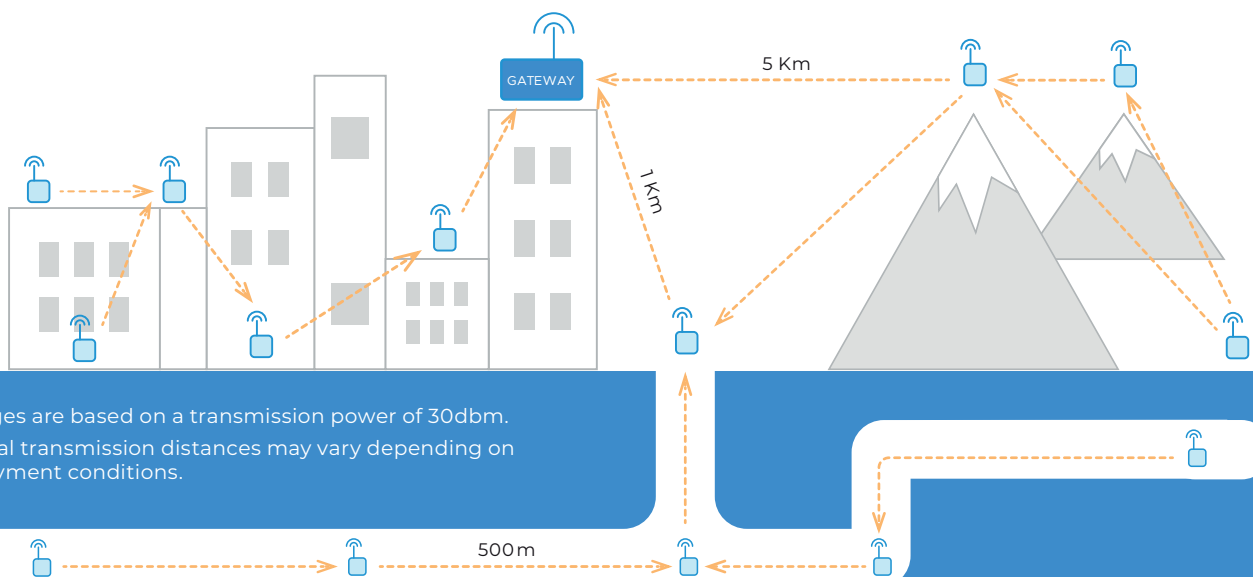 GATEWAY
5 Km
1 Km
ges are based on a transmission power of 30dbm.
al transmission distances may vary depending on
yment conditions.
500m